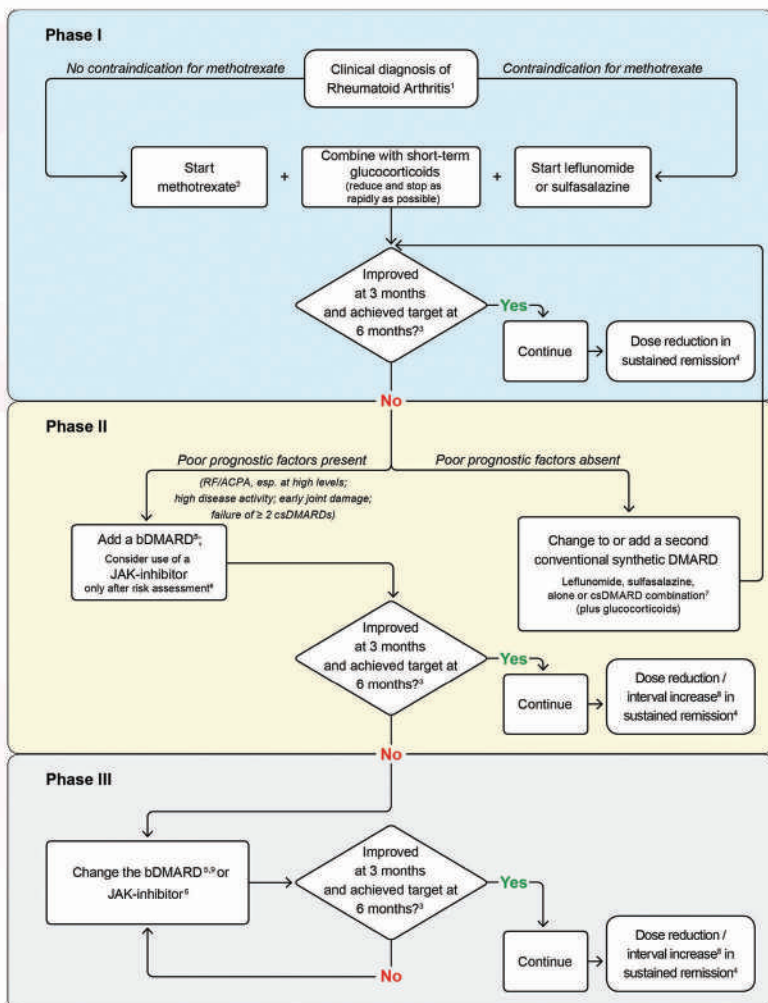 Phase I
No contraindication for methotrexate
Clinical diagnosis of
Rheumatoid Arthritis¹
Contraindication for methotrexate
Start
methotrexate²
+
Combine with short-term
glucocorticoids
(reduce and stop as
rapidly as possible)
+
Start leflunomide
or sulfasalazine
Improved
at 3 months
and achieved target at
6 months?³
Yes
Continue
Dose reduction in
sustained remission⁴
No
Phase II
Poor prognostic factors present
(RF/ACPA, esp. at high levels;
high disease activity; early joint damage;
failure of ≥ 2 csDMARDs)
Poor prognostic factors absent
Add a bDMARD⁵;
Consider use of a
JAK-inhibitor
only after risk assessment⁶
Change to or add a second
conventional synthetic DMARD
Leflunomide, sulfasalazine,
alone or csDMARD combination⁷
(plus glucocorticoids)
Improved
at 3 months
and achieved target at
6 months?³
Yes
Continue
Dose reduction /
interval increase⁸ in
sustained remission⁴
No
Phase III
Change the bDMARD⁵,⁹ or
JAK-inhibitor⁶
Improved
at 3 months
and achieved target at
6 months?³
Yes
Continue
Dose reduction /
interval increase⁸ in
sustained remission⁴
No